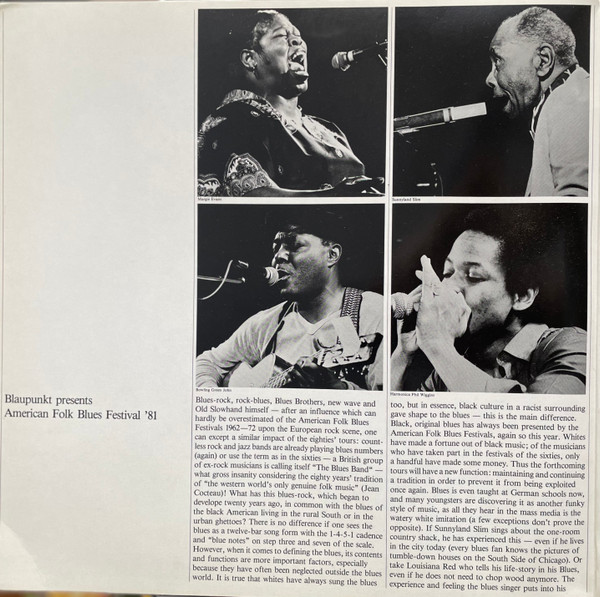 Margie Evans
Sunnyland Slim
Bowling Green John
Harmonica Phil Wiggins
Blaupunkt presents
American Folk Blues Festival '81
Blues-rock, rock-blues, Blues Brothers, new wave and
Old Slowhand himself — after an influence which can
hardly be overestimated of the American Folk Blues
Festivals 1962—72 upon the European rock scene, one
can except a similar impact of the eighties' tours: count-
less rock and jazz bands are already playing blues numbers
(again) or use the term as in the sixties — a British group
of ex-rock musicians is calling itself "The Blues Band" —
what gross insanity considering the eighty years' tradition
of "the western world's only genuine folk music" (Jean
Cocteau)! What has this blues-rock, which began to
develope twenty years ago, in common with the blues of
the black American living in the rural South or in the
urban ghettoes? There is no difference if one sees the
blues as a twelve-bar song form with the 1-4-5-1 cadence
and "blue notes" on step three and seven of the scale.
However, when it comes to defining the blues, its contents
and functions are more important factors, especially
because they have often been neglected outside the blues
world. It is true that whites have always sung the blues
too, but in essence, black culture in a racist surrounding
gave shape to the blues — this is the main difference.
Black, original blues has always been presented by the
American Folk Blues Festivals, again so this year. Whites
have made a fortune out of black music; of the musicians
who have taken part in the festivals of the sixties, only
a handful have made some money. Thus the forthcoming
tours will have a new function: maintaining and continuing
a tradition in order to prevent it from being exploited
once again. Blues is even taught at German schools now,
and many youngsters are discovering it as another funky
style of music, as all they hear in the mass media is the
watery white imitation (a few exceptions don't prove the
opposite). If Sunnyland Slim sings about the one-room
country shack, he has experienced this — even if he lives
in the city today (every blues fan knows the pictures of
tumble-down houses on the South Side of Chicago). Or
take Louisiana Red who tells his life-story in his Blues,
even if he does not need to chop wood anymore. The
experience and feeling the blues singer puts into his